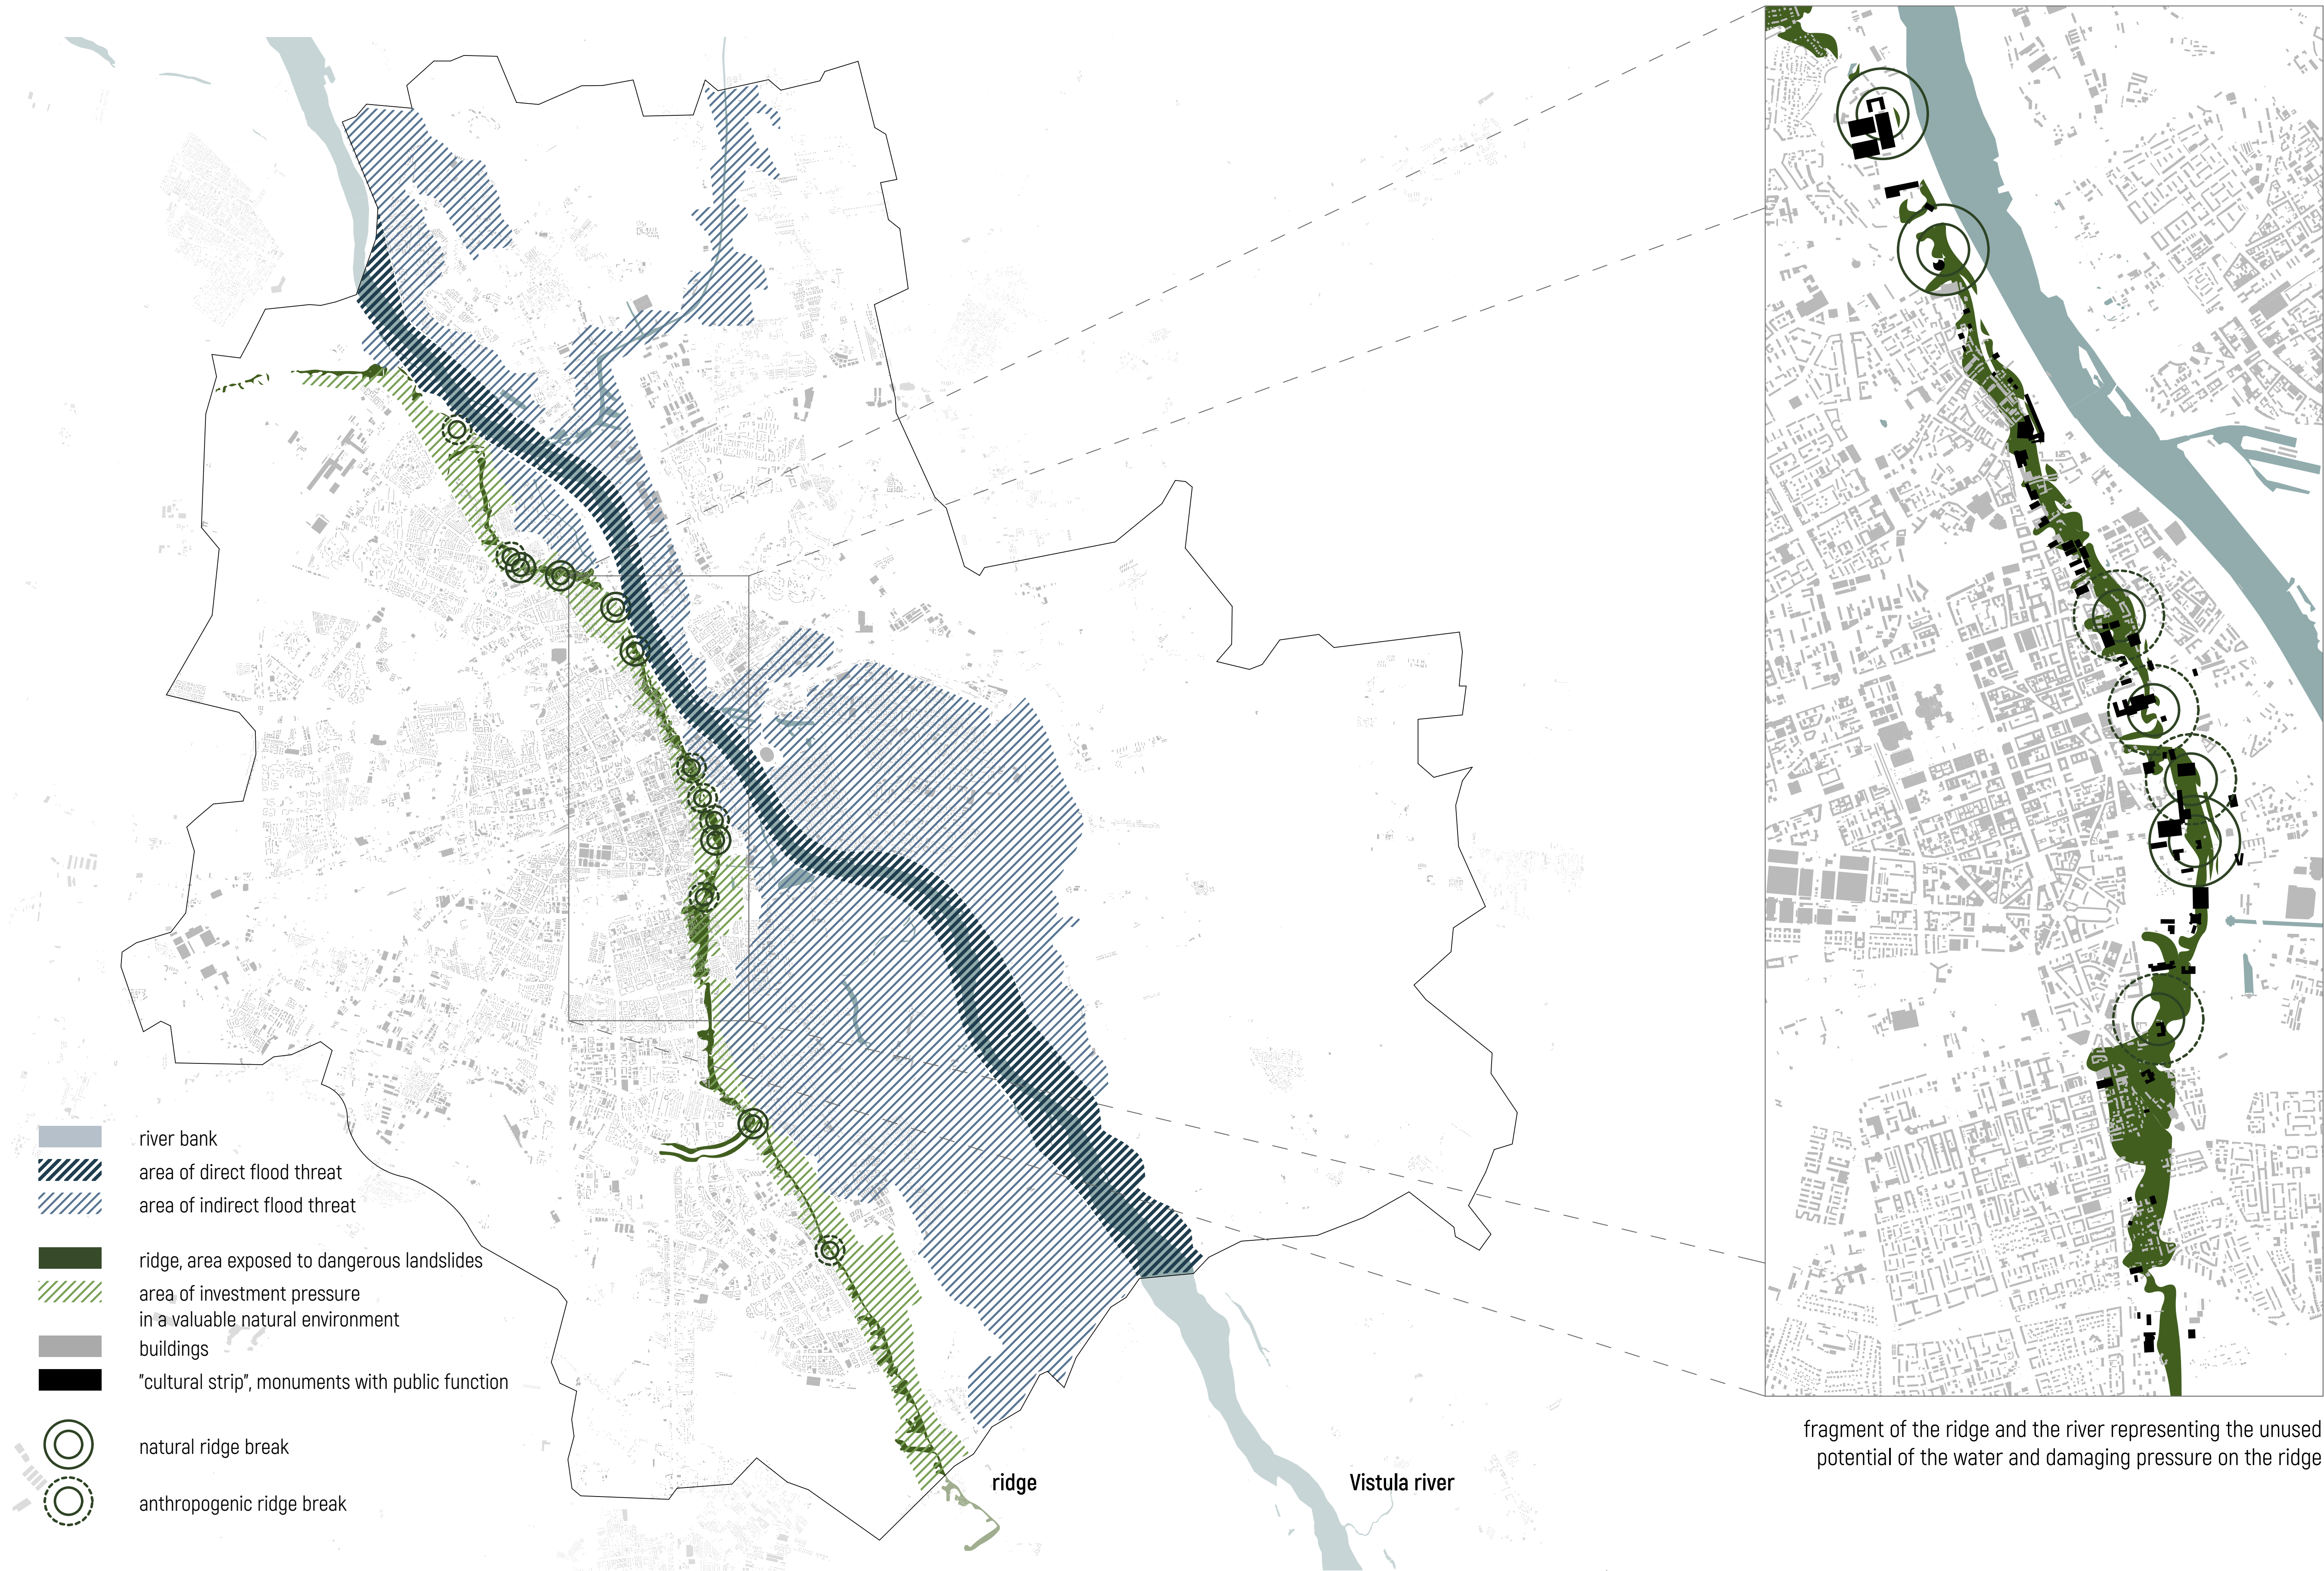 river bank
area of direct flood threat
area of indirect flood threat
ridge, area exposed to dangerous landslides
area of investment pressure
in a valuable natural environment
buildings
"cultural strip", monuments with public function
natural ridge break
anthropogenic ridge break
ridge
Vistula river
fragment of the ridge and the river representing the unused
potential of the water and damaging pressure on the ridge